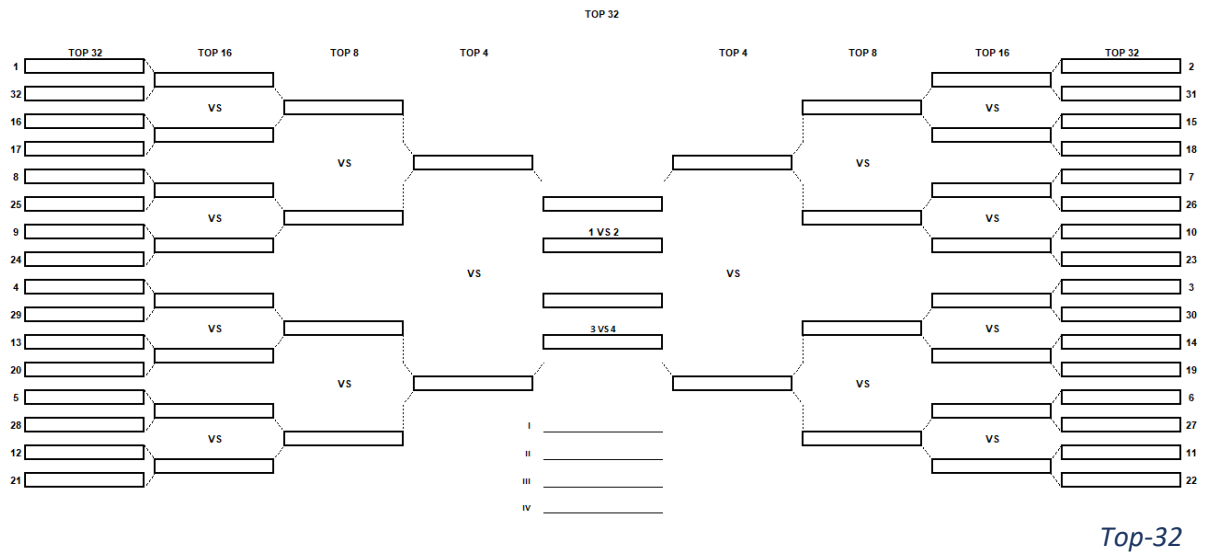 TOP 32
TOP 32 TOP 16 TOP 8 TOP 4 TOP 4 TOP 8 TOP 16 TOP 32
1 2
32 31
VS VS
16 15
17 18
VS VS
8 7
25 26
VS VS
9 1 VS 2 10
24 23
VS VS
4 3
29 30
VS 3 VS 4 VS
13 14
20 19
VS VS
5 6
28 I 27
VS VS
12 II 11
21 III 22
IV
Top-32